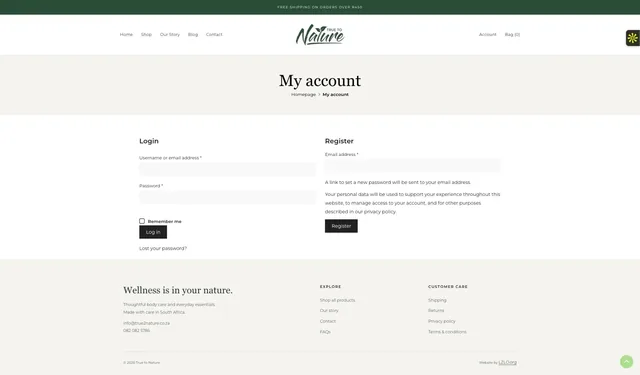 FREE SHIPPING ON ORDERS OVER R450
Home Shop Our Story Blog Contact
TRUE TO
Nature
Account Bag (0)
My account
Homepage / My account
Login
Username or email address *
Password *
Remember me
Log in
Lost your password?
Register
Email address *
A link to set a new password will be sent to your email address.
Your personal data will be used to support your experience throughout
this website, to manage access to your account, and for other purposes
described in our privacy policy.
Register
Wellness is in your nature.
Thoughtful body care and everyday essentials
Made with care in South Africa
EXPLORE
Shop all products
Our story
Contact
FAQs
CUSTOMER CARE
Shipping
Returns
Privacy policy
Terms & conditions
Website by